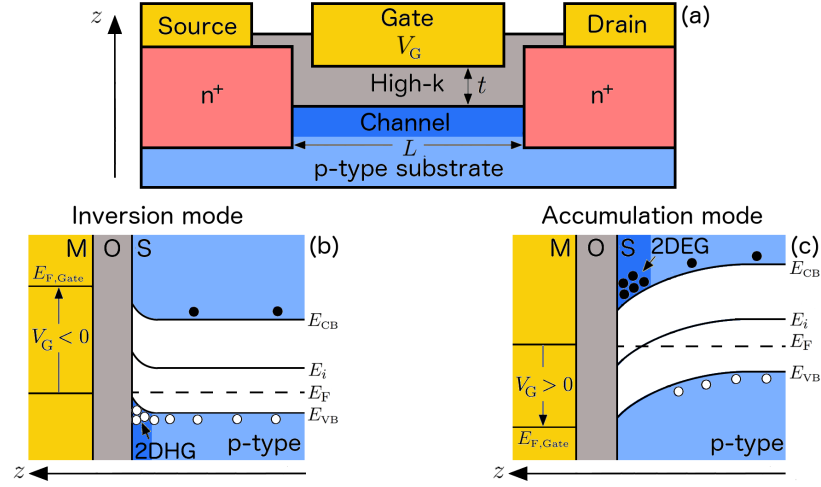 z
Source
Gate
V_G
Drain
(a)
n⁺
High-k
t
n⁺
Channel
L
p-type substrate
Inversion mode
M
O
S
(b)
E_F,Gate
V_G < 0
E_CB
E_i
E_F
E_VB
2DHG
p-type
z
Accumulation mode
M
O
S
2DEG
(c)
E_CB
E_i
E_F
V_G > 0
E_VB
E_F,Gate
p-type
z